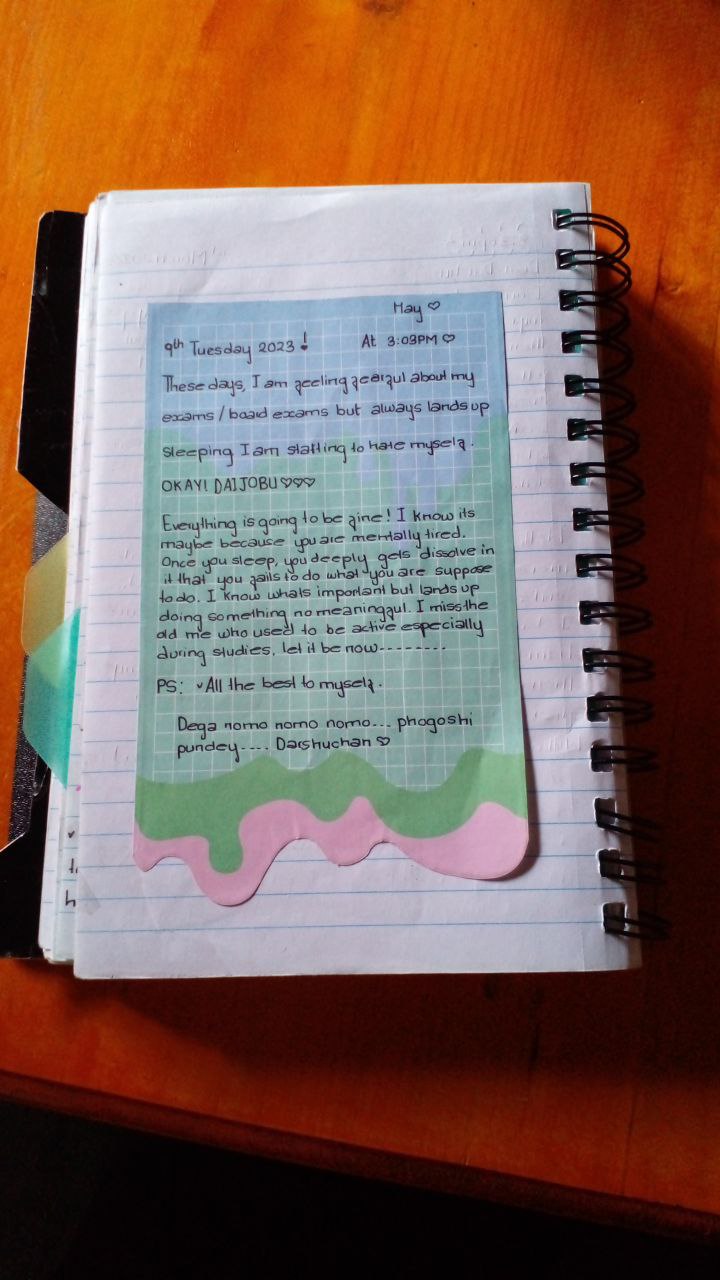 May ♡
9th Tuesday 2023 !
At 3:03PM ♡
These days, I am feeling fearful about my
exams / board exams but always lands up
sleeping I am statting to hate myself.
OKAY! DAIJOBU ♡♡♡
Everything is going to be fine! I know its
maybe because you are mentally tired.
Once you sleep, you deeply gets dissolve in
it that you fails to do what you are suppose
to do. I know whats important but lands up
doing something no meaningful. I miss the
old me who used to be active especially
during studies, let it be now---------
PS: All the best to myself.
Dega nomo nomo nomo... phogoshi
pundey.... Darshuchan ♡